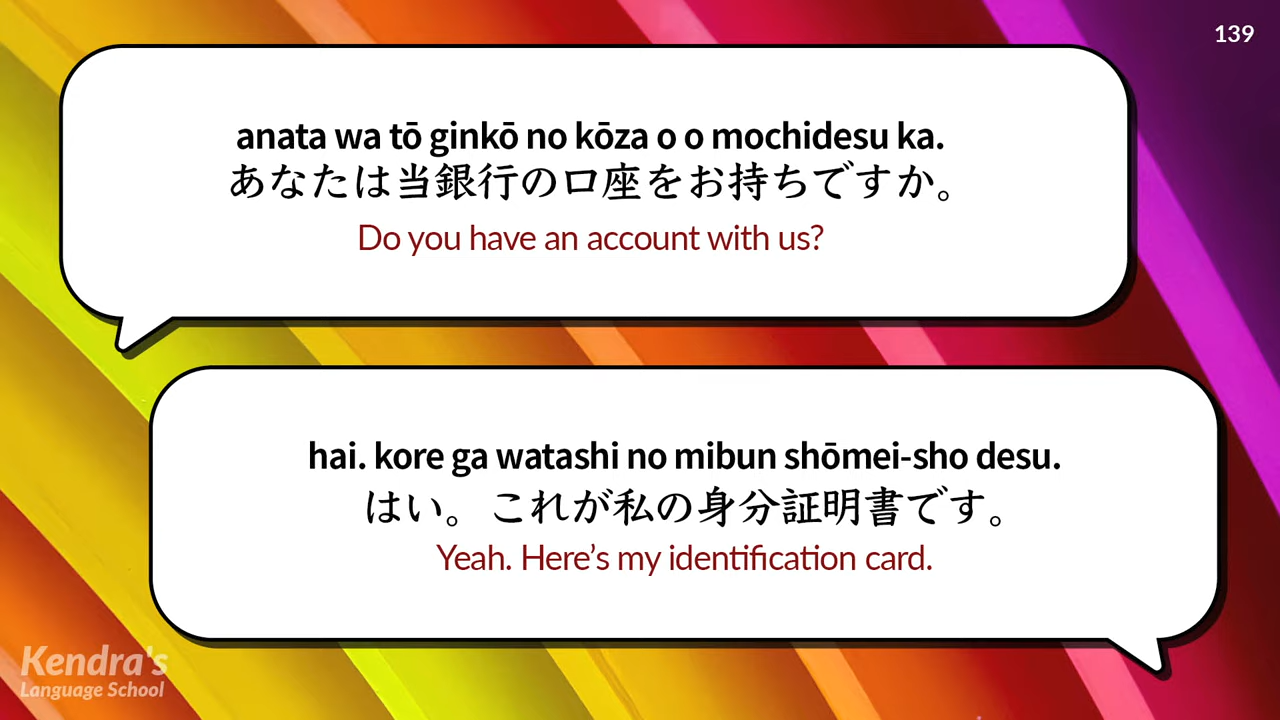 139
anata wa tō ginkō no kōza o o mochidesu ka.
あなたは当銀行の口座をお持ちですか。
Do you have an account with us?
hai. kore ga watashi no mibun shōmei-sho desu.
はい。これが私の身分証明書です。
Yeah. Here’s my identification card.
Kendra's
Language School